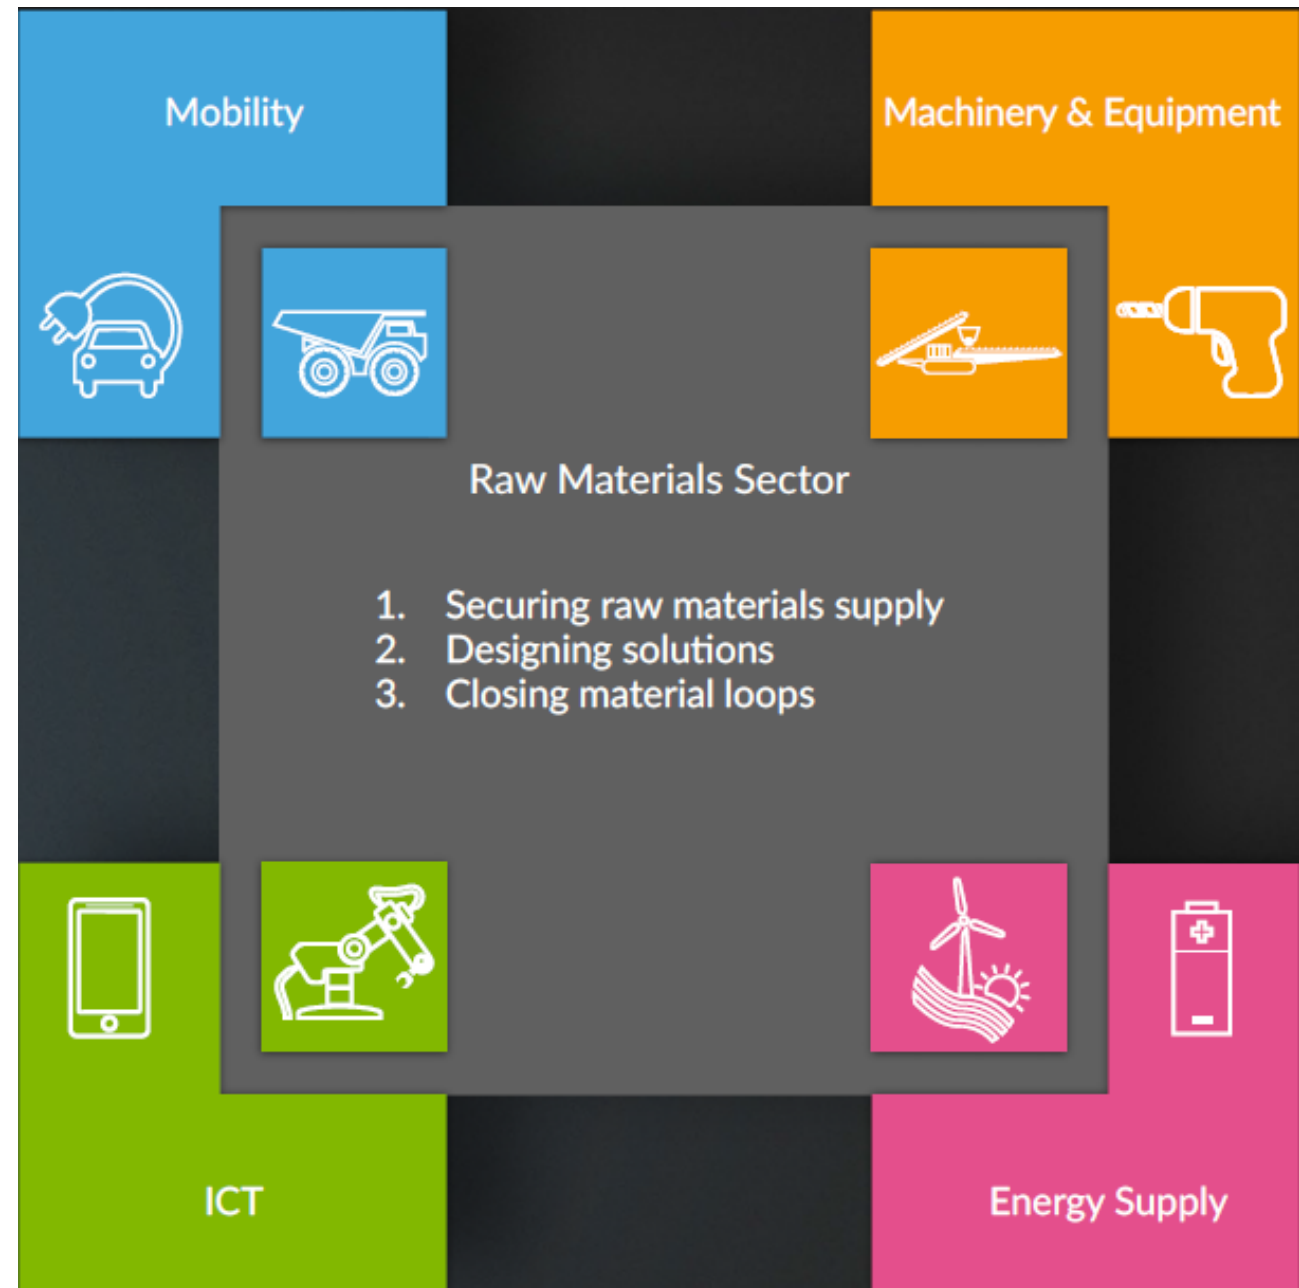 Mobility
Machinery & Equipment
Raw Materials Sector
1. Securing raw materials supply
2. Designing solutions
3. Closing material loops
ICT
Energy Supply